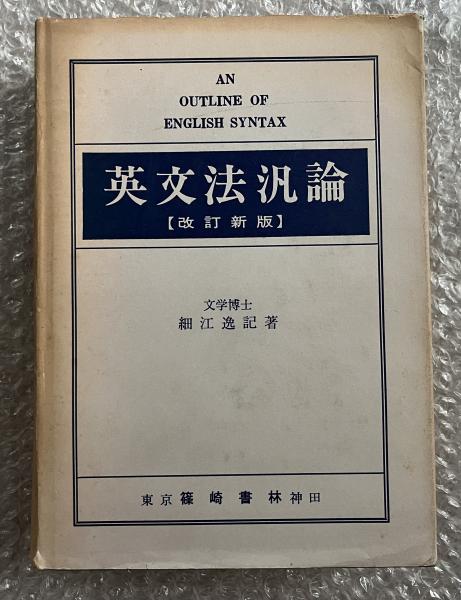 AN
OUTLINE OF
ENGLISH SYNTAX
英文法汎論
【改訂新版】
文学博士
細江逸記著
東京 篠崎書林 神田